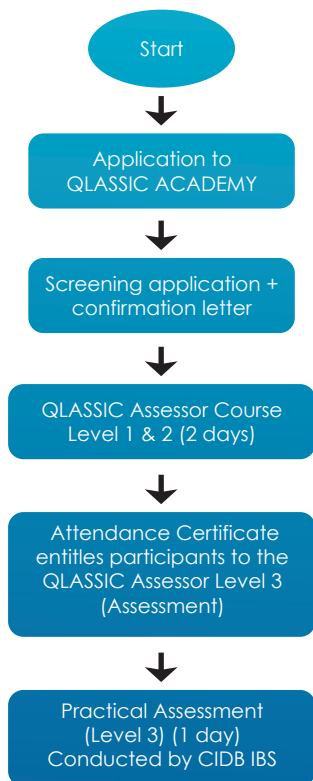 Start
Application to
QLASSIC ACADEMY
Screening application +
confirmation letter
QLASSIC Assessor Course
Level 1 & 2 (2 days)
Attendance Certificate
entitles participants to the
QLASSIC Assessor Level 3
(Assessment)
Practical Assessment
(Level 3) (1 day)
Conducted by CIDB IBS